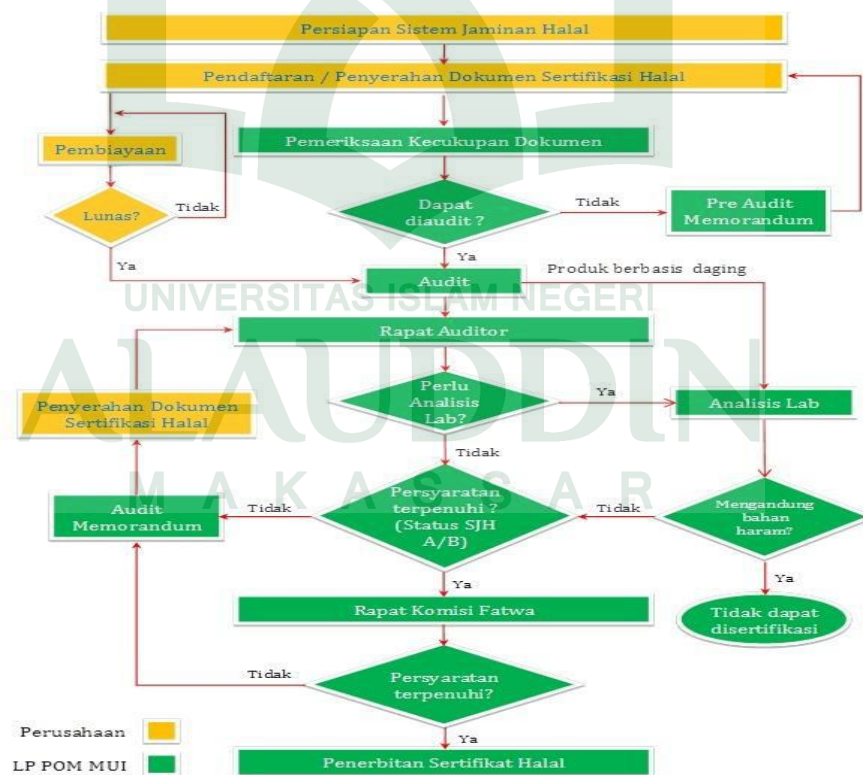 Persiapan Sistem Jaminan Halal
Pendaftaran / Penyerahan Dokumen Sertifikasi Halal
Pembiayaan
Pemeriksaan Kecukupan Dokumen
Lunas?
Tidak
Dapat
diaudit ?
Tidak
Pre Audit
Memorandum
Ya
Ya
Audit
Produk berbasis daging
UNIVERSITAS ISLAM NEGERI
Rapat Auditor
ALAUDDIN
Penyerahan Dokumen
Sertifikasi Halal
Perlu
Analisis
Lab?
Ya
Analisis Lab
Tidak
MAKASSAR
Audit
Memorandum
Tidak
Persyaratan
terpenuhi ?
(Status SJH
A/B)
Tidak
Mengandung
bahan
haram?
Ya
Ya
Rapat Komisi Fatwa
Tidak dapat
disertifikasi
Tidak
Persyaratan
terpenuhi?
Perusahaan
Ya
LP POM MUI
Penerbitan Sertifikat Halal